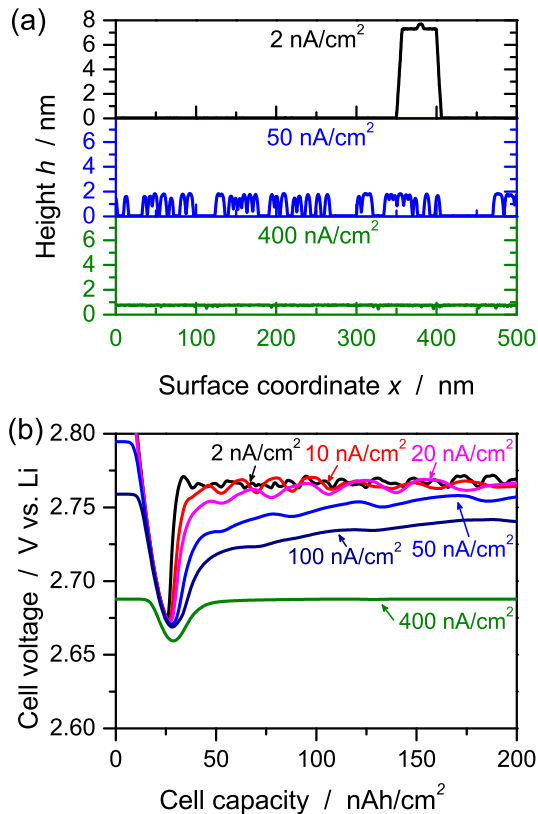 (a)
8
6
4
2
0
2 nA/cm²
6
4
2
0
50 nA/cm²
6
4
2
0
400 nA/cm²
Height h / nm
0 100 200 300 400 500
Surface coordinate x / nm
(b)
2.80
2.75
2.70
2.65
2.60
Cell voltage / V vs. Li
2 nA/cm² 10 nA/cm² 20 nA/cm²
50 nA/cm²
100 nA/cm²
400 nA/cm²
0 50 100 150 200
Cell capacity / nAh/cm²